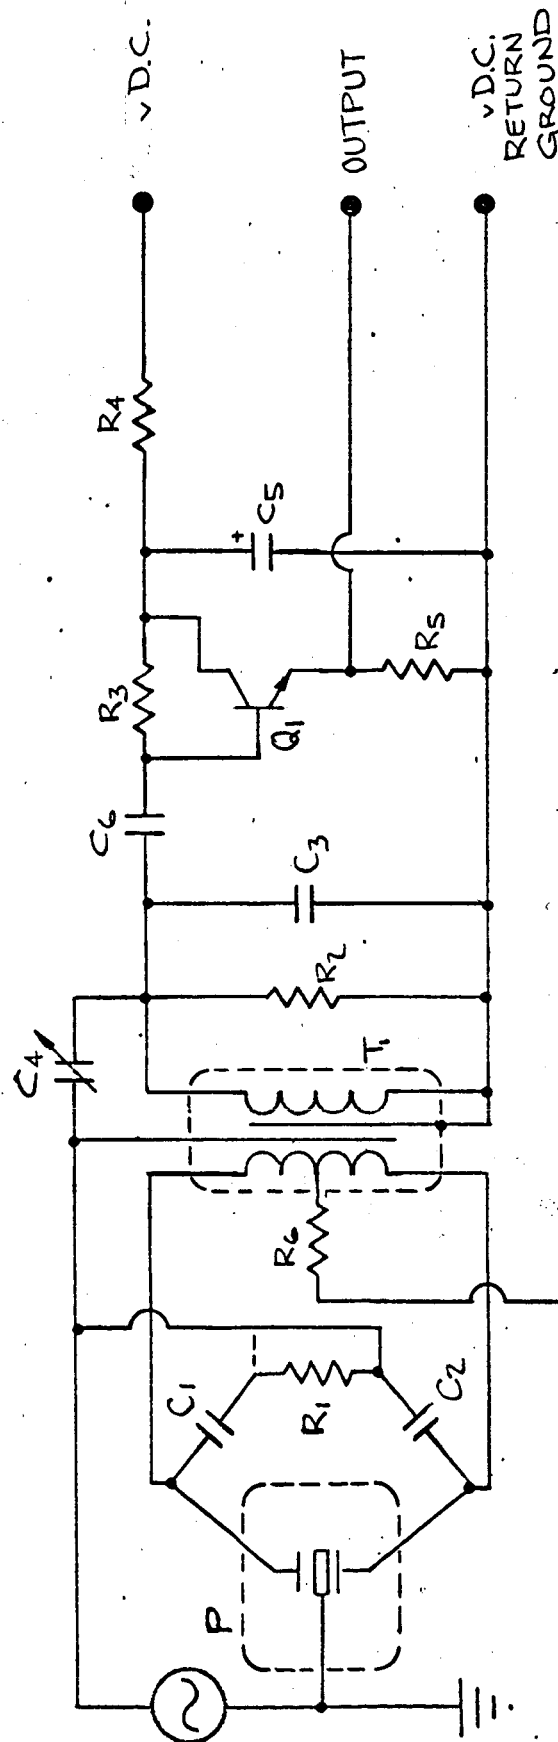 v D.C.
OUTPUT
v D.C.
RETURN
GROUND
R4
C5
+
R3
Q1
R5
C6
C3
C4
R2
T1
R6
C1
R1
C2
P